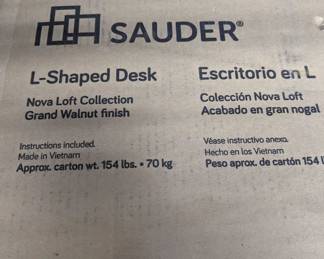 SAUDER®
L-Shaped Desk
Nova Loft Collection
Grand Walnut finish
Instructions included.
Made in Vietnam
Approx. carton wt. 154 lbs. • 70 kg
Escritorio en L
Colección Nova Loft
Acabado en gran nogal
Véase instructivo anexo.
Hecho en los Vietnam
Peso aprox. de cartón 154